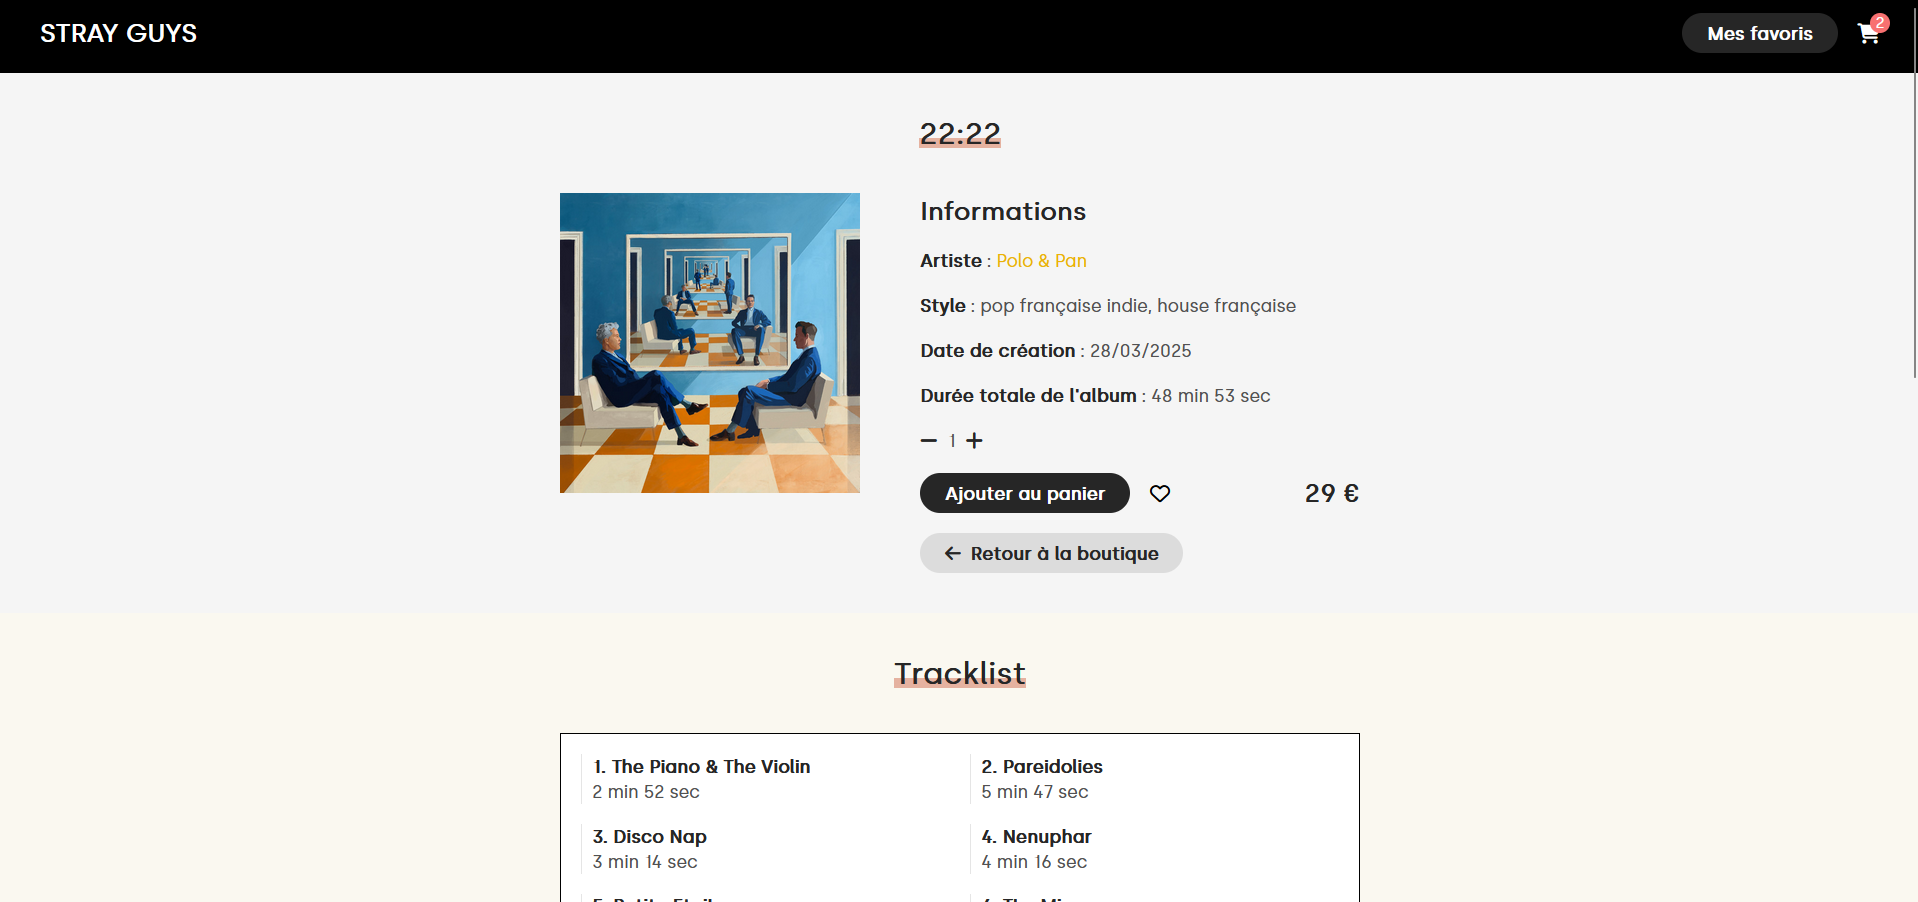 STRAY GUYS
Mes favoris
2
22:22
Informations
Artiste : Polo & Pan
Style : pop française indie, house française
Date de création : 28/03/2025
Durée totale de l'album : 48 min 53 sec
1
Ajouter au panier
29 €
Retour à la boutique
Tracklist
1. The Piano & The Violin
2 min 52 sec
2. Pareidolies
5 min 47 sec
3. Disco Nap
3 min 14 sec
4. Nenuphar
4 min 16 sec